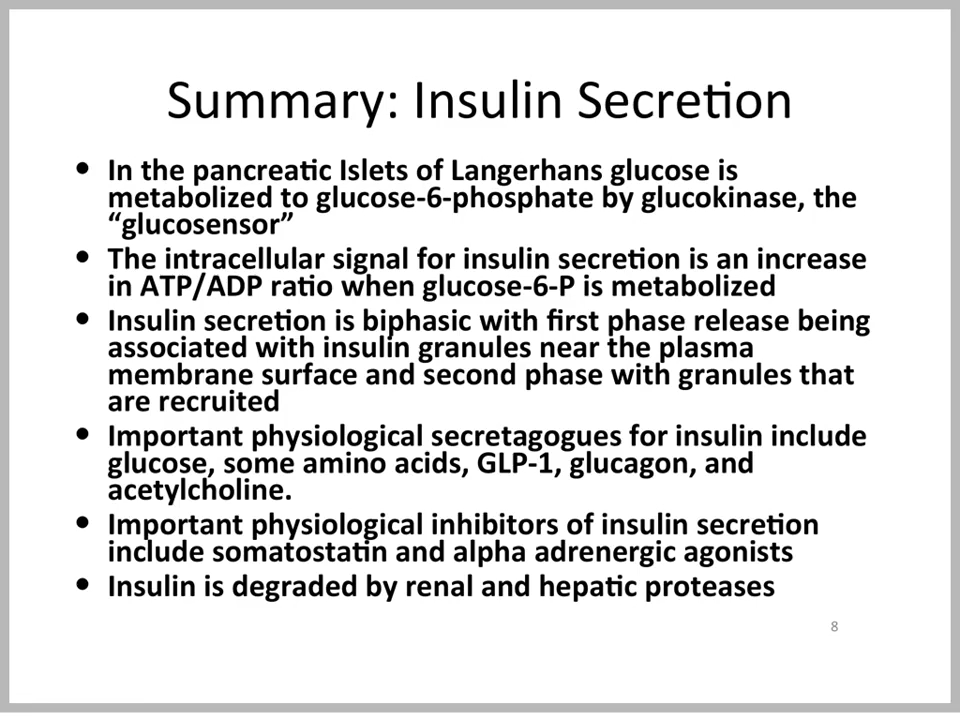 Summary: Insulin Secretion
• In the pancreatic Islets of Langerhans glucose is
metabolized to glucose-6-phosphate by glucokinase, the
“glucosensor”
• The intracellular signal for insulin secretion is an increase
in ATP/ADP ratio when glucose-6-P is metabolized
• Insulin secretion is biphasic with first phase release being
associated with insulin granules near the plasma
membrane surface and second phase with granules that
are recruited
• Important physiological secretagogues for insulin include
glucose, some amino acids, GLP-1, glucagon, and
acetylcholine.
• Important physiological inhibitors of insulin secretion
include somatostatin and alpha adrenergic agonists
• Insulin is degraded by renal and hepatic proteases
8